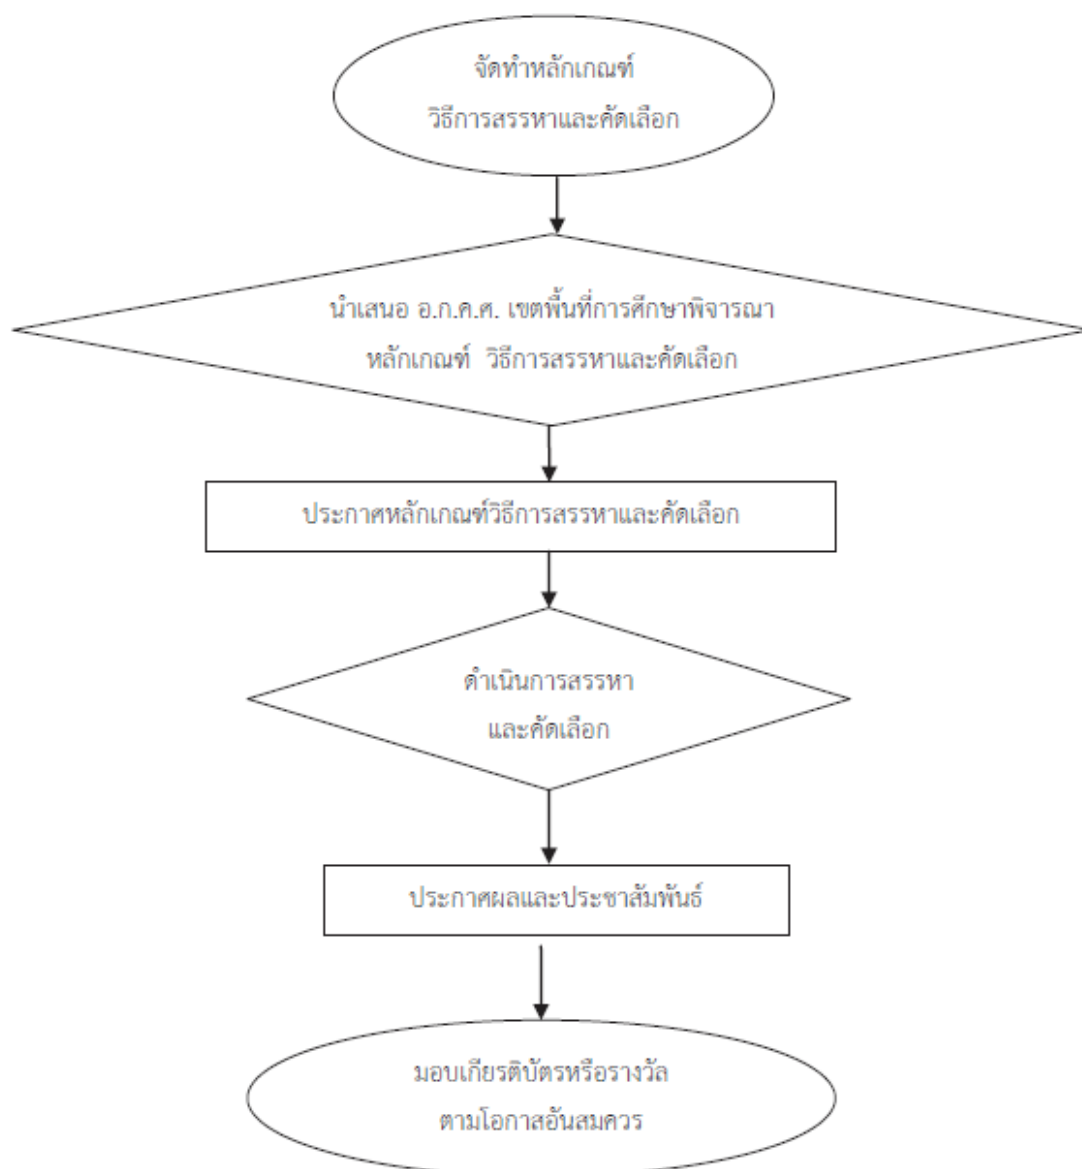 จัดทำหลักเกณฑ์
วิธีการสรรหาและคัดเลือก
นำเสนอ อ.ก.ค.ศ. เขตพื้นที่การศึกษาพิจารณา
หลักเกณฑ์ วิธีการสรรหาและคัดเลือก
ประกาศหลักเกณฑ์วิธีการสรรหาและคัดเลือก
ดำเนินการสรรหา
และคัดเลือก
ประกาศผลและประชาสัมพันธ์
มอบเกียรติบัตรหรือรางวัล
ตามโอกาสอันสมควร